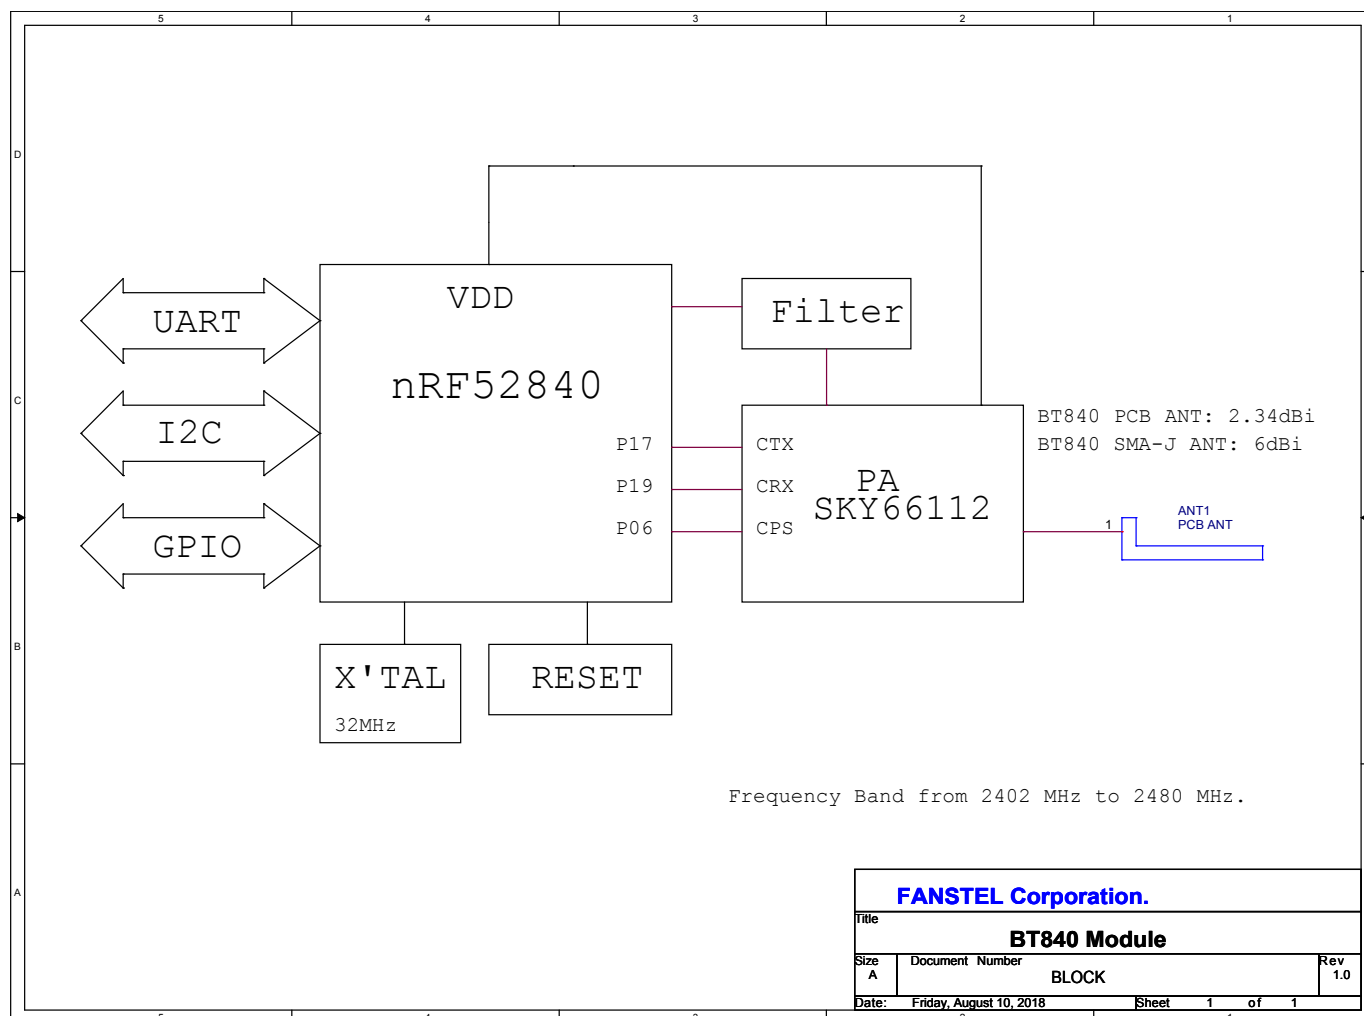 5 4 3 2 1
D
C
B
A
VDD
nRF52840
UART
I2C
GPIO
Filter
P17 CTX
P19 CRX
P06 CPS
PA
SKY66112
BT840 PCB ANT: 2.34dBi
BT840 SMA-J ANT: 6dBi
ANT1
PCB ANT
1
X'TAL
32MHz
RESET
Frequency Band from 2402 MHz to 2480 MHz.
FANSTEL Corporation.
Title
BT840 Module
Size Document Number Rev
A BLOCK 1.0
Date: Friday, August 10, 2018 Sheet 1 of 1